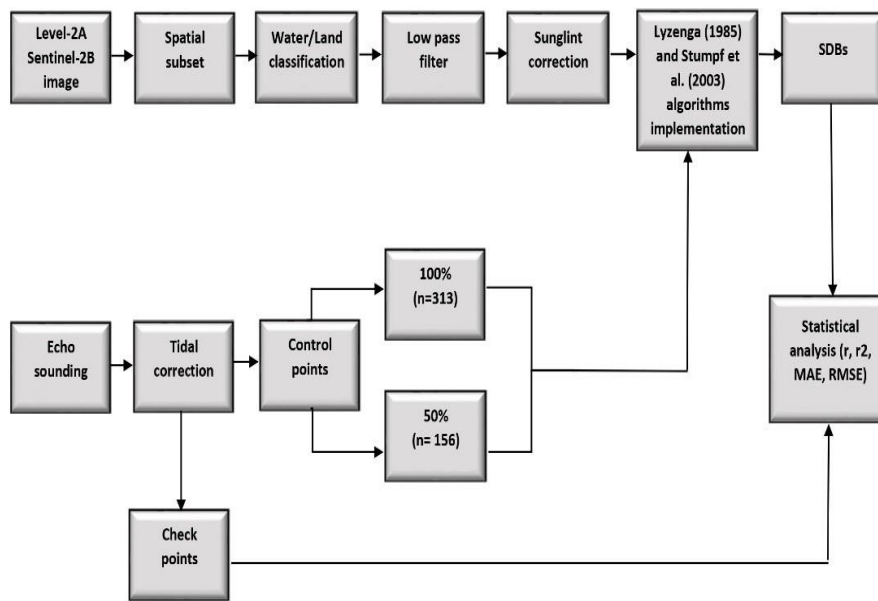 Level-2A
Sentinel-2B
image
Spatial
subset
Water/Land
classification
Low pass
filter
Sunglint
correction
Lyzenga (1985)
and Stumpf et
al. (2003)
algorithms
implementation
SDBs
100%
(n=313)
Echo
sounding
Tidal
correction
Control
points
50%
(n= 156)
Statistical
analysis (r, r2,
MAE, RMSE)
Check
points